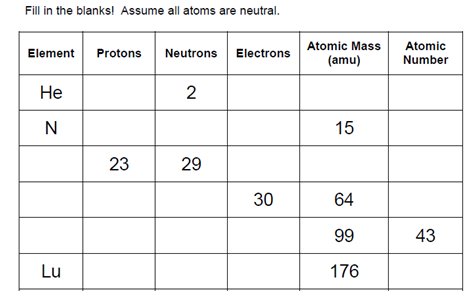 Fill in the blanks! Assume all atoms are neutral.
Element Protons Neutrons Electrons Atomic Mass (amu) Atomic Number
He 2
N 15
23 29
30 64
99 43
Lu 176